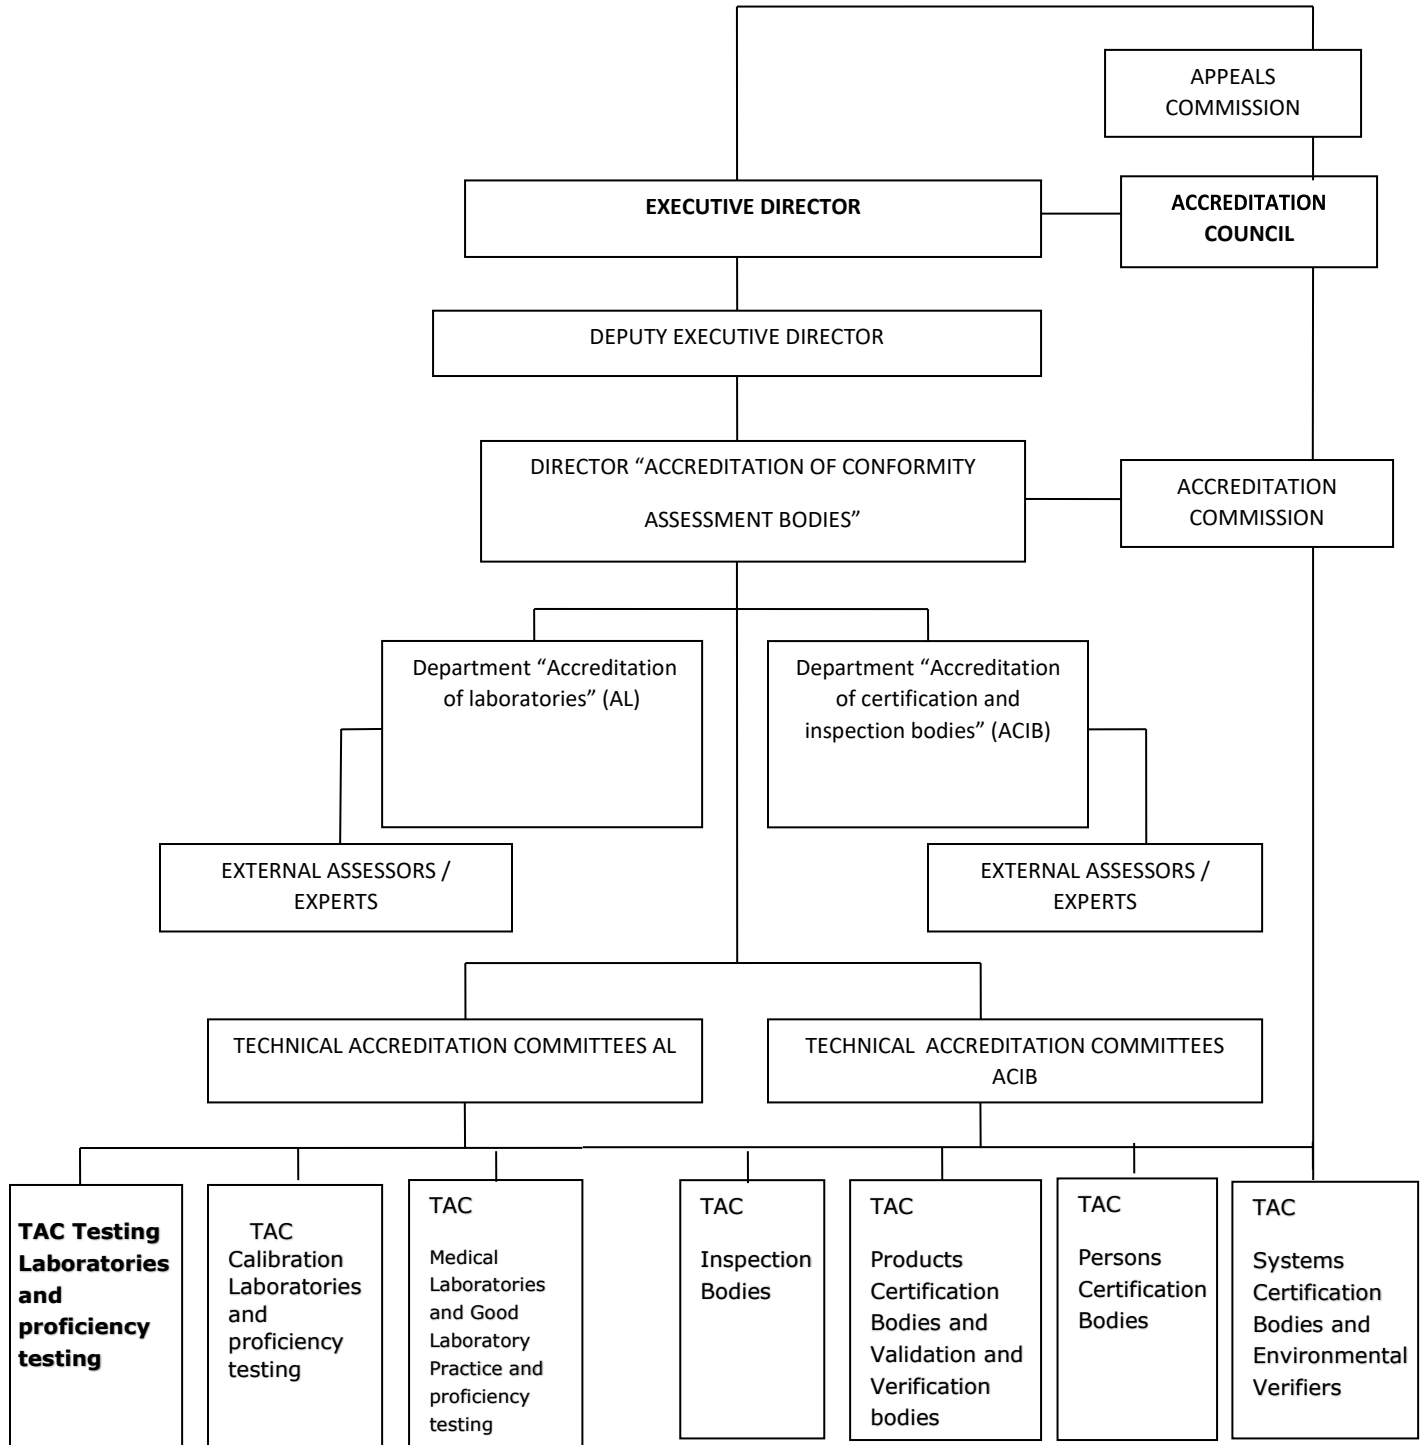 APPEALS
COMMISSION
EXECUTIVE DIRECTOR
ACCREDITATION
COUNCIL
DEPUTY EXECUTIVE DIRECTOR
DIRECTOR “ACCREDITATION OF CONFORMITY
ASSESSMENT BODIES”
ACCREDITATION
COMMISSION
Department “Accreditation
of laboratories” (AL)
Department “Accreditation
of certification and
inspection bodies” (ACIB)
EXTERNAL ASSESSORS /
EXPERTS
EXTERNAL ASSESSORS /
EXPERTS
TECHNICAL ACCREDITATION COMMITTEES AL
TECHNICAL ACCREDITATION COMMITTEES
ACIB
TAC Testing
Laboratories
and
proficiency
testing
TAC
Calibration
Laboratories
and
proficiency
testing
TAC
Medical
Laboratories
and Good
Laboratory
Practice and
proficiency
testing
TAC
Inspection
Bodies
TAC
Products
Certification
Bodies and
Validation and
Verification
bodies
TAC
Persons
Certification
Bodies
TAC
Systems
Certification
Bodies and
Environmental
Verifiers